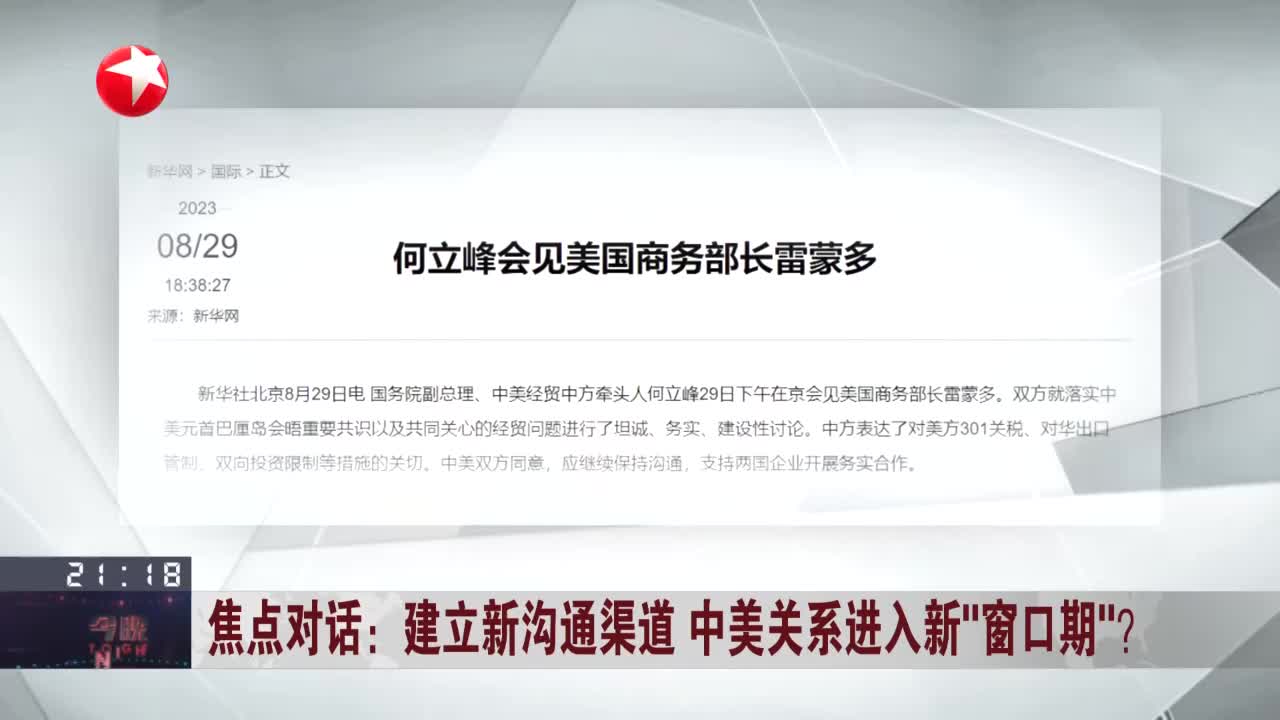 新华网 > 国际 > 正文
2023
08/29
18:38:27
来源：新华网
何立峰会见美国商务部长雷蒙多
新华社北京8月29日电 国务院副总理、中美经贸中方牵头人何立峰29日下午在京会见美国商务部长雷蒙多。双方就落实中
美元首巴厘岛会晤重要共识以及共同关心的经贸问题进行了坦诚、务实、建设性讨论。中方表达了对美方301关税、对华出口
管制、双向投资限制等措施的关切。中美双方同意，应继续保持沟通，支持两国企业开展务实合作。
21:18
今晚
焦点对话：建立新沟通渠道 中美关系进入新"窗口期"？